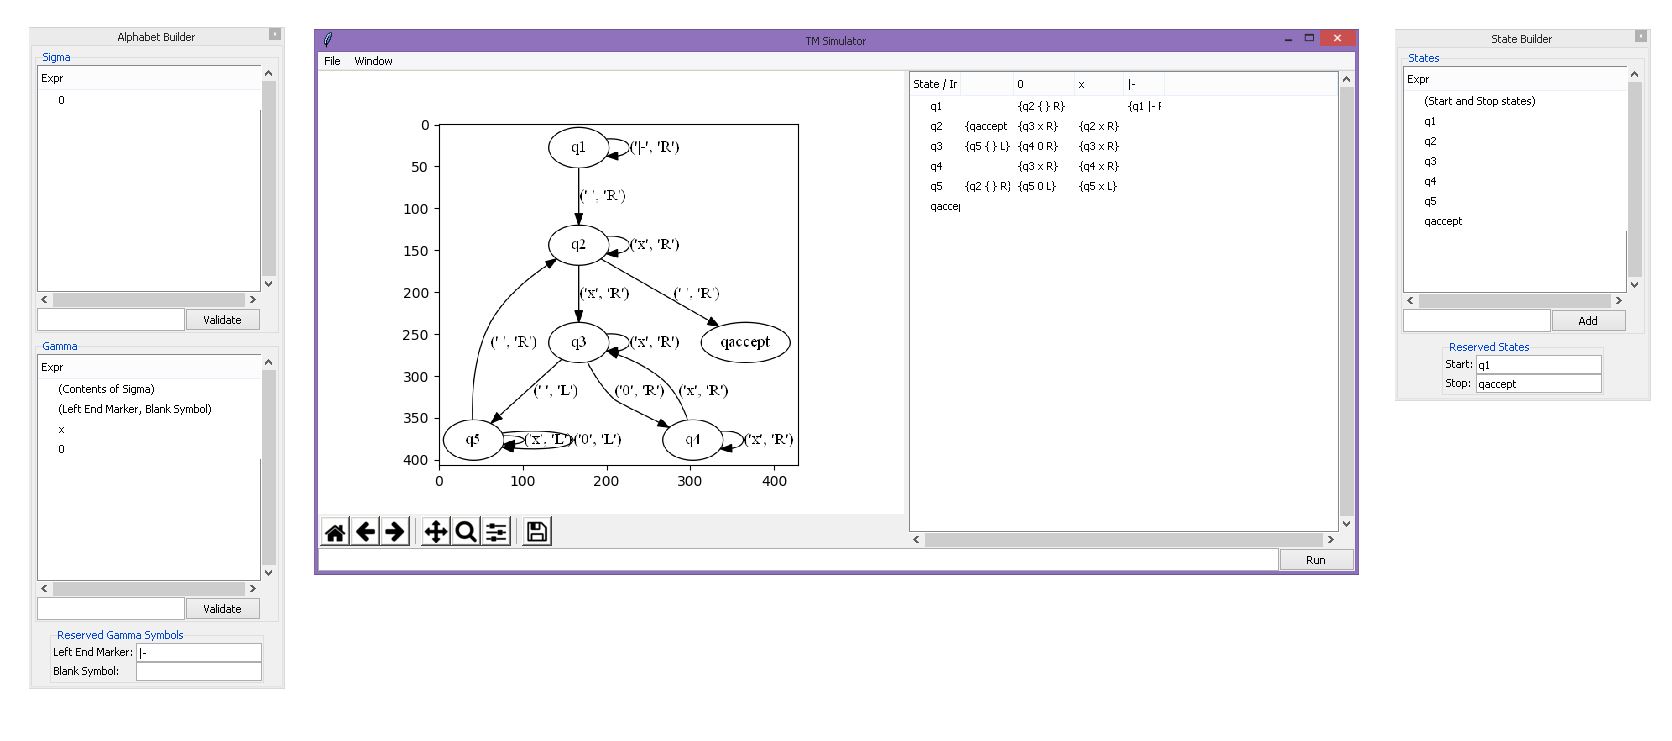 Alphabet Builder
Sigma
Expr
0
Validate
Gamma
Expr
(Contents of Sigma)
(Left End Marker, Blank Symbol)
x
0
Validate
Reserved Gamma Symbols
Left End Marker: |-
Blank Symbol:
TM Simulator
File Window
0
50
100
150
200
250
300
350
400
0 100 200 300 400
q1 ('|-', 'R')
(' ', 'R')
q2 ('x', 'R')
('x', 'R') (' ', 'R')
(' ', 'R') q3 ('x', 'R') qaccept
(' ', 'L') ('0', 'R') ('x', 'R')
q5 ('x', 'L') ('0', 'L') q4 ('x', 'R')
State / Ir 0 x |-
q1 {q2 { } R} {q1 |- F
q2 {qaccept {q3 x R} {q2 x R}
q3 {q5 { } L} {q4 0 R} {q3 x R}
q4 {q3 x R} {q4 x R}
q5 {q2 { } R} {q5 0 L} {q5 x L}
qaccep
Run
State Builder
States
Expr
(Start and Stop states)
q1
q2
q3
q4
q5
qaccept
Add
Reserved States
Start: q1
Stop: qaccept